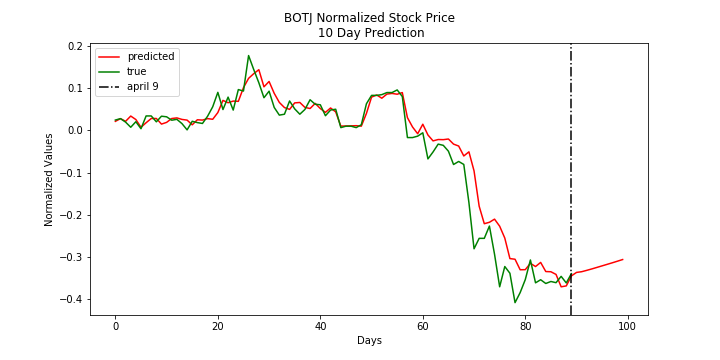 BOTJ Normalized Stock Price
10 Day Prediction
predicted
true
april 9
Normalized Values
0.2
0.1
0.0
−0.1
−0.2
−0.3
−0.4
0 20 40 60 80 100
Days